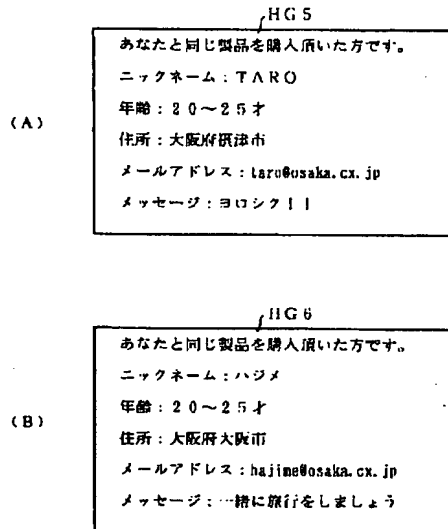 HG5
(A)
あなたと同じ製品を購入頂いた方です。
ニックネーム：TARO
年齢：20～25才
住所：大阪府摂津市
メールアドレス：taro@osaka.cx.jp
メッセージ：ヨロシク！！
HG6
(B)
あなたと同じ製品を購入頂いた方です。
ニックネーム：ハジメ
年齢：20～25才
住所：大阪府大阪市
メールアドレス：hajime@osaka.cx.jp
メッセージ：一緒に旅行をしましょう